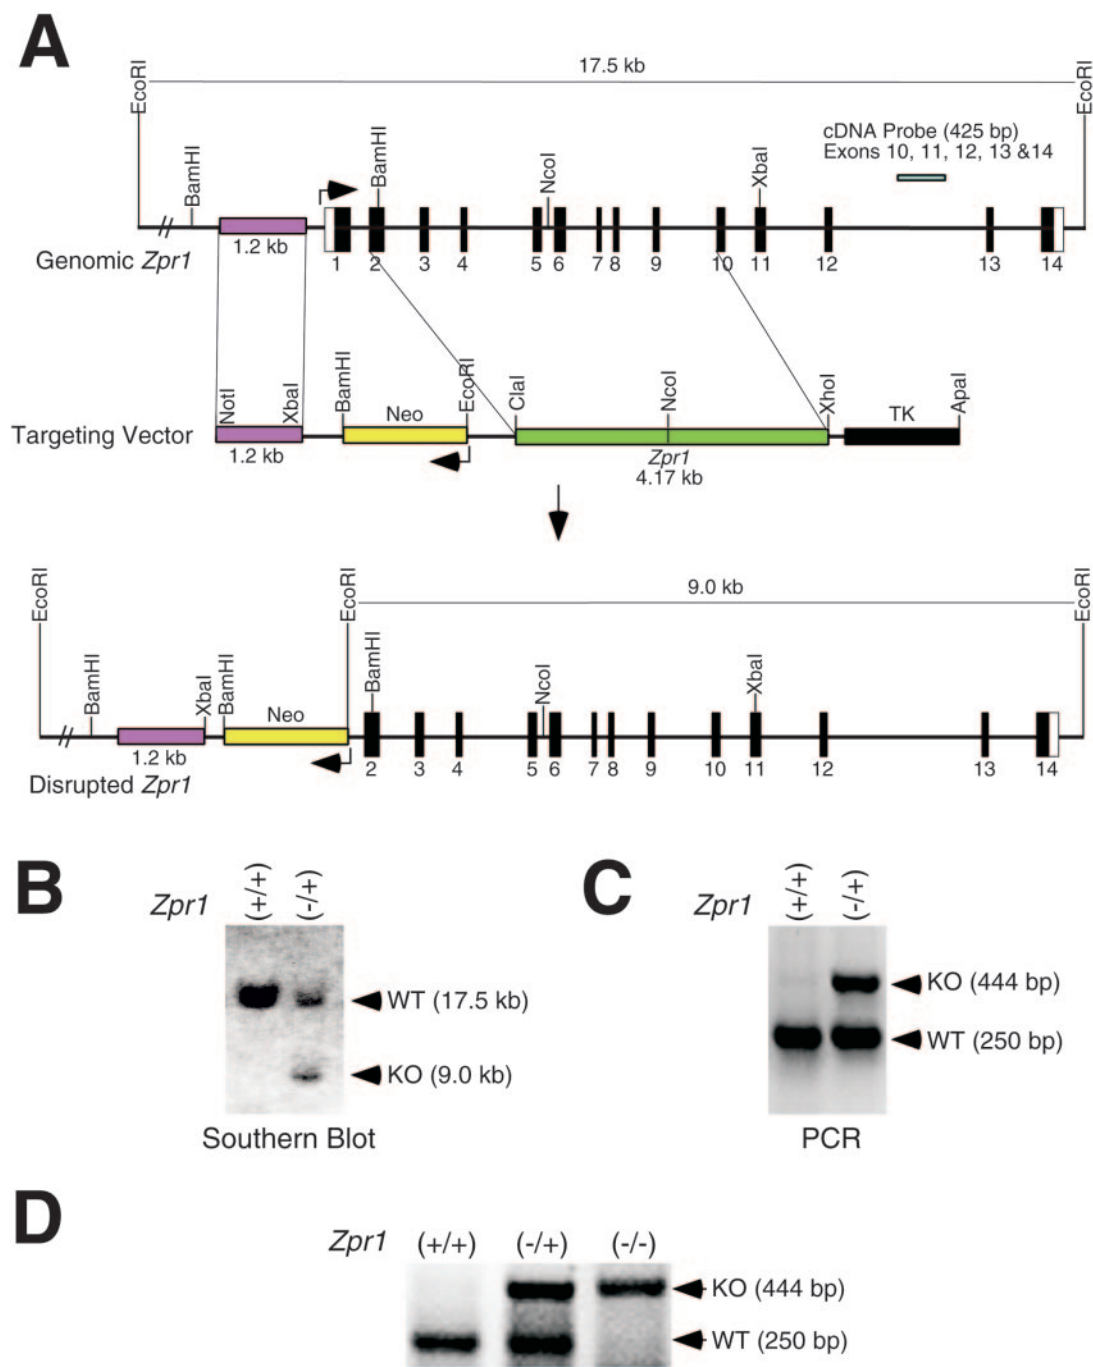 A
17.5 kb
EcoRI
EcoRI
cDNA Probe (425 bp)
Exons 10, 11, 12, 13 &14
BamHI
BamHI
NcoI
XbaI
1.2 kb
1
2
3
4
5
6
7
8
9
10
11
12
13
14
Genomic Zpr1
NotI
XbaI
BamHI
EcoRI
ClaI
NcoI
XhoI
ApaI
Neo
TK
Targeting Vector
1.2 kb
Zpr1
4.17 kb
EcoRI
EcoRI
9.0 kb
EcoRI
BamHI
XbaI
BamHI
BamHI
NcoI
XbaI
Neo
1.2 kb
2
3
4
5
6
7
8
9
10
11
12
13
14
Disrupted Zpr1
B
Zpr1
(+/+)
(-/+)
WT (17.5 kb)
KO (9.0 kb)
Southern Blot
C
Zpr1
(+/+)
(-/+)
KO (444 bp)
WT (250 bp)
PCR
D
Zpr1 (+/+) (-/+) (-/-)
KO (444 bp)
WT (250 bp)